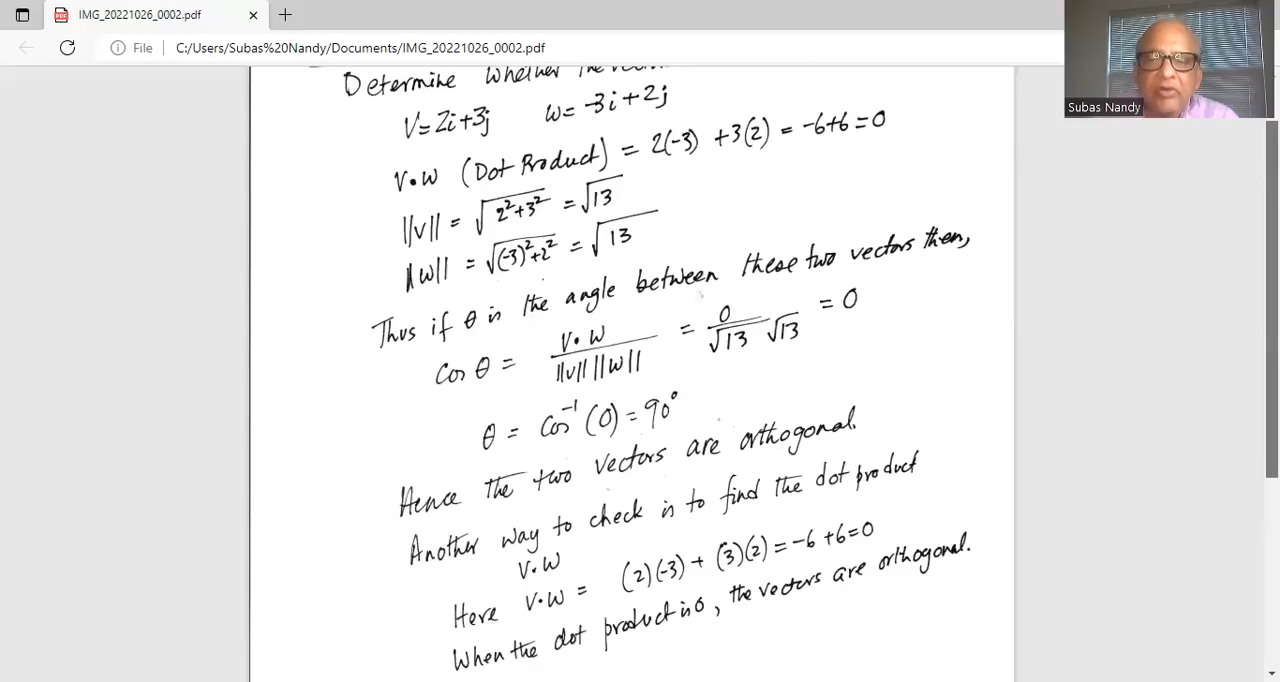 IMG_20221026_0002.pdf
File C:/Users/Subas%20Nandy/Documents/IMG_20221026_0002.pdf
Subas Nandy
Determine whether the
V=2i+3j w= -3i+2j
V•W (Dot Product) = 2(-3) +3(2) = -6+6=0
||V|| = √2²+3² = √13
||W|| = √(-3)²+2² = √13
Thus if θ is the angle between these two vectors then,
Cos θ = V•W / ||V|| ||W|| = 0 / √13 √13 = 0
θ = Cos⁻¹ (0) = 90°
Hence the two vectors are orthogonal.
Another way to check is to find the dot product
V•W
Here V•W = (2)(-3) + (3)(2) = -6 +6=0
When the dot product is 0, the vectors are orthogonal.